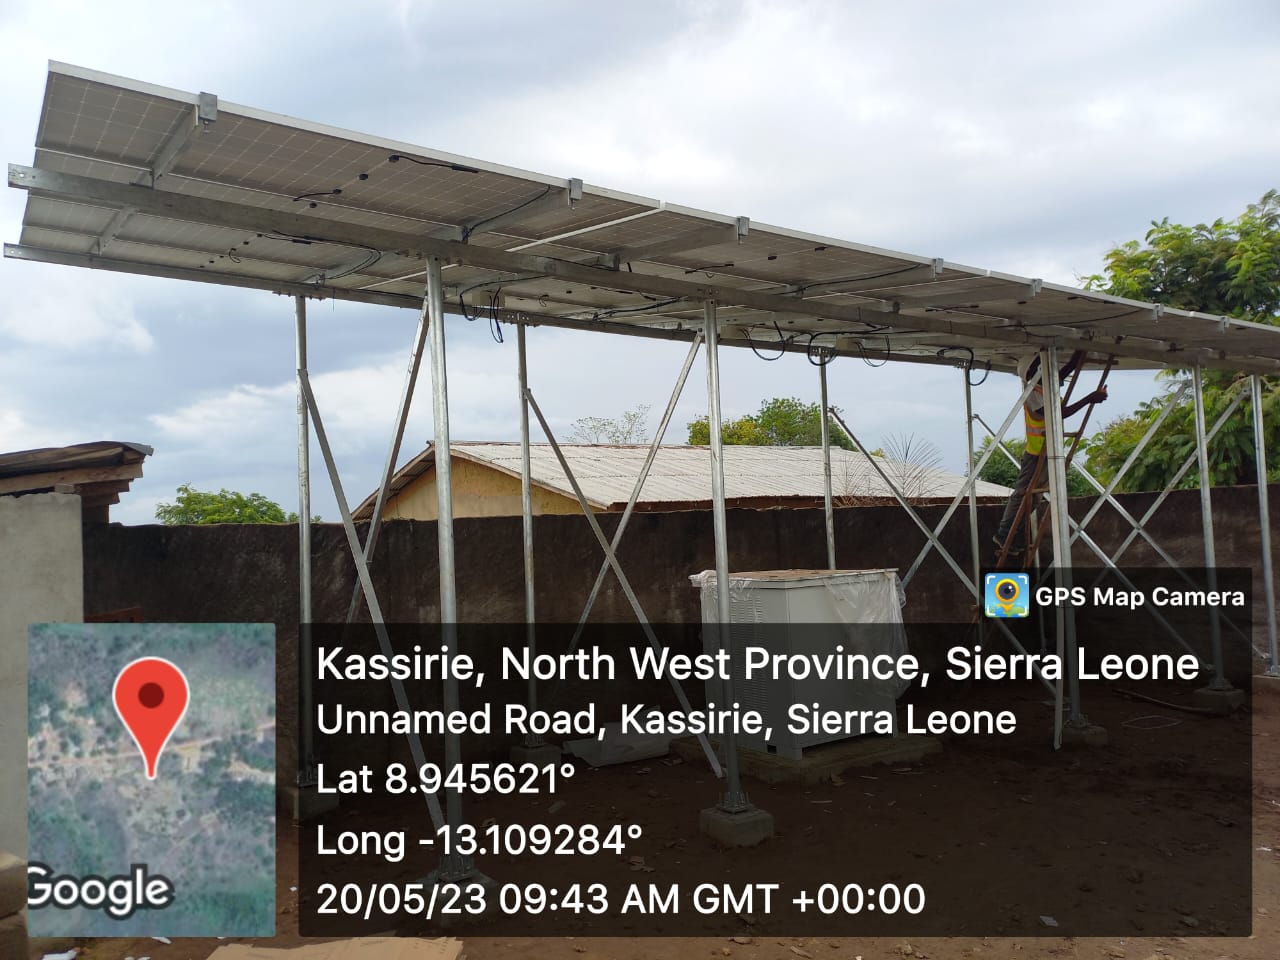 GPS Map Camera
Kassirie, North West Province, Sierra Leone
Unnamed Road, Kassirie, Sierra Leone
Lat 8.945621°
Long -13.109284°
20/05/23 09:43 AM GMT +00:00
Google